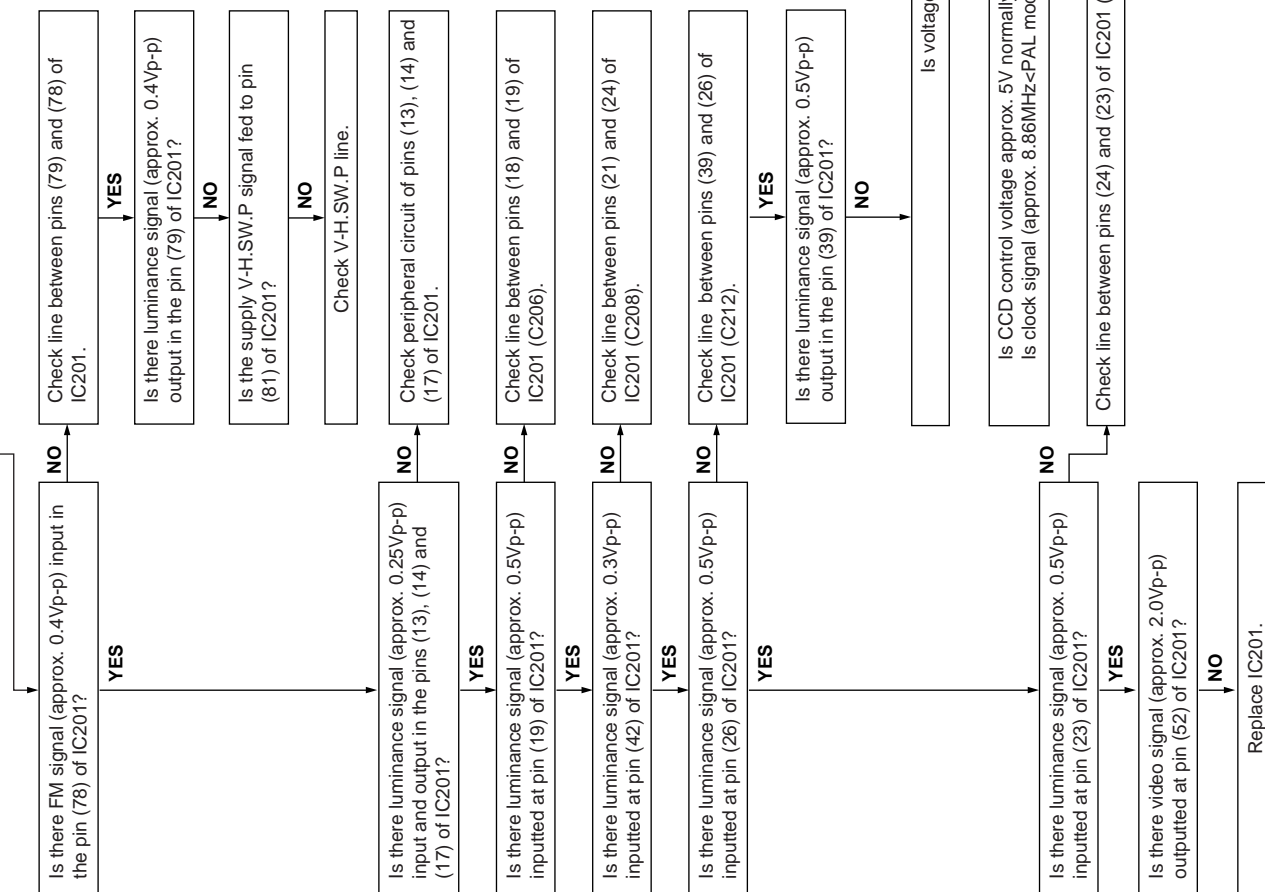 Is there FM signal (approx. 0.4Vp-p) input in
the pin (78) of IC201?
NO
Check line between pins (79) and (78) of
IC201.
YES
Is there luminance signal (approx. 0.4Vp-p)
output in the pin (79) of IC201?
NO
Is the supply V-H.SW.P signal fed to pin
(81) of IC201?
NO
Check V-H.SW.P line.
YES
Is there luminance signal (approx. 0.25Vp-p)
input and output in the pins (13), (14) and
(17) of IC201?
NO
Check peripheral circuit of pins (13), (14) and
(17) of IC201.
YES
Is there luminance signal (approx. 0.5Vp-p)
inputted at pin (19) of IC201?
NO
Check line between pins (18) and (19) of
IC201 (C206).
YES
Is there luminance signal (approx. 0.3Vp-p)
inputted at pin (42) of IC201?
NO
Check line between pins (21) and (24) of
IC201 (C208).
YES
Is there luminance signal (approx. 0.5Vp-p)
inputted at pin (26) of IC201?
NO
Check line between pins (39) and (26) of
IC201 (C212).
YES
Is there luminance signal (approx. 0.5Vp-p)
output in the pin (39) of IC201?
NO
Is voltage
Is CCD control voltage approx. 5V normally
Is clock signal (approx. 8.86MHz<PAL mod
YES
Is there luminance signal (approx. 0.5Vp-p)
inputted at pin (23) of IC201?
NO
Check line between pins (24) and (23) of IC201 (
YES
Is there video signal (approx. 2.0Vp-p)
outputted at pin (52) of IC201?
NO
Replace IC201.